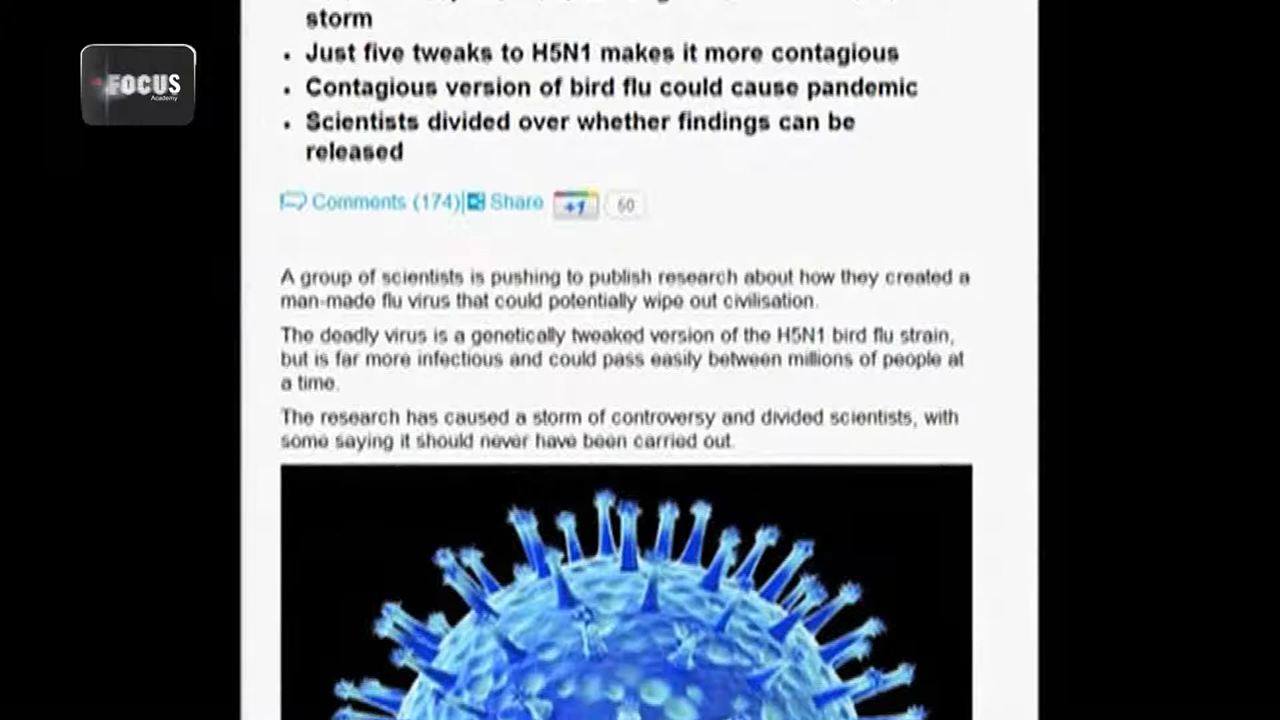 storm
FOCUS
Academy
• Just five tweaks to H5N1 makes it more contagious
• Contagious version of bird flu could cause pandemic
• Scientists divided over whether findings can be
released
Comments (174)| Share +1 60
A group of scientists is pushing to publish research about how they created a
man-made flu virus that could potentially wipe out civilisation.
The deadly virus is a genetically tweaked version of the H5N1 bird flu strain,
but is far more infectious and could pass easily between millions of people at
a time.
The research has caused a storm of controversy and divided scientists, with
some saying it should never have been carried out.